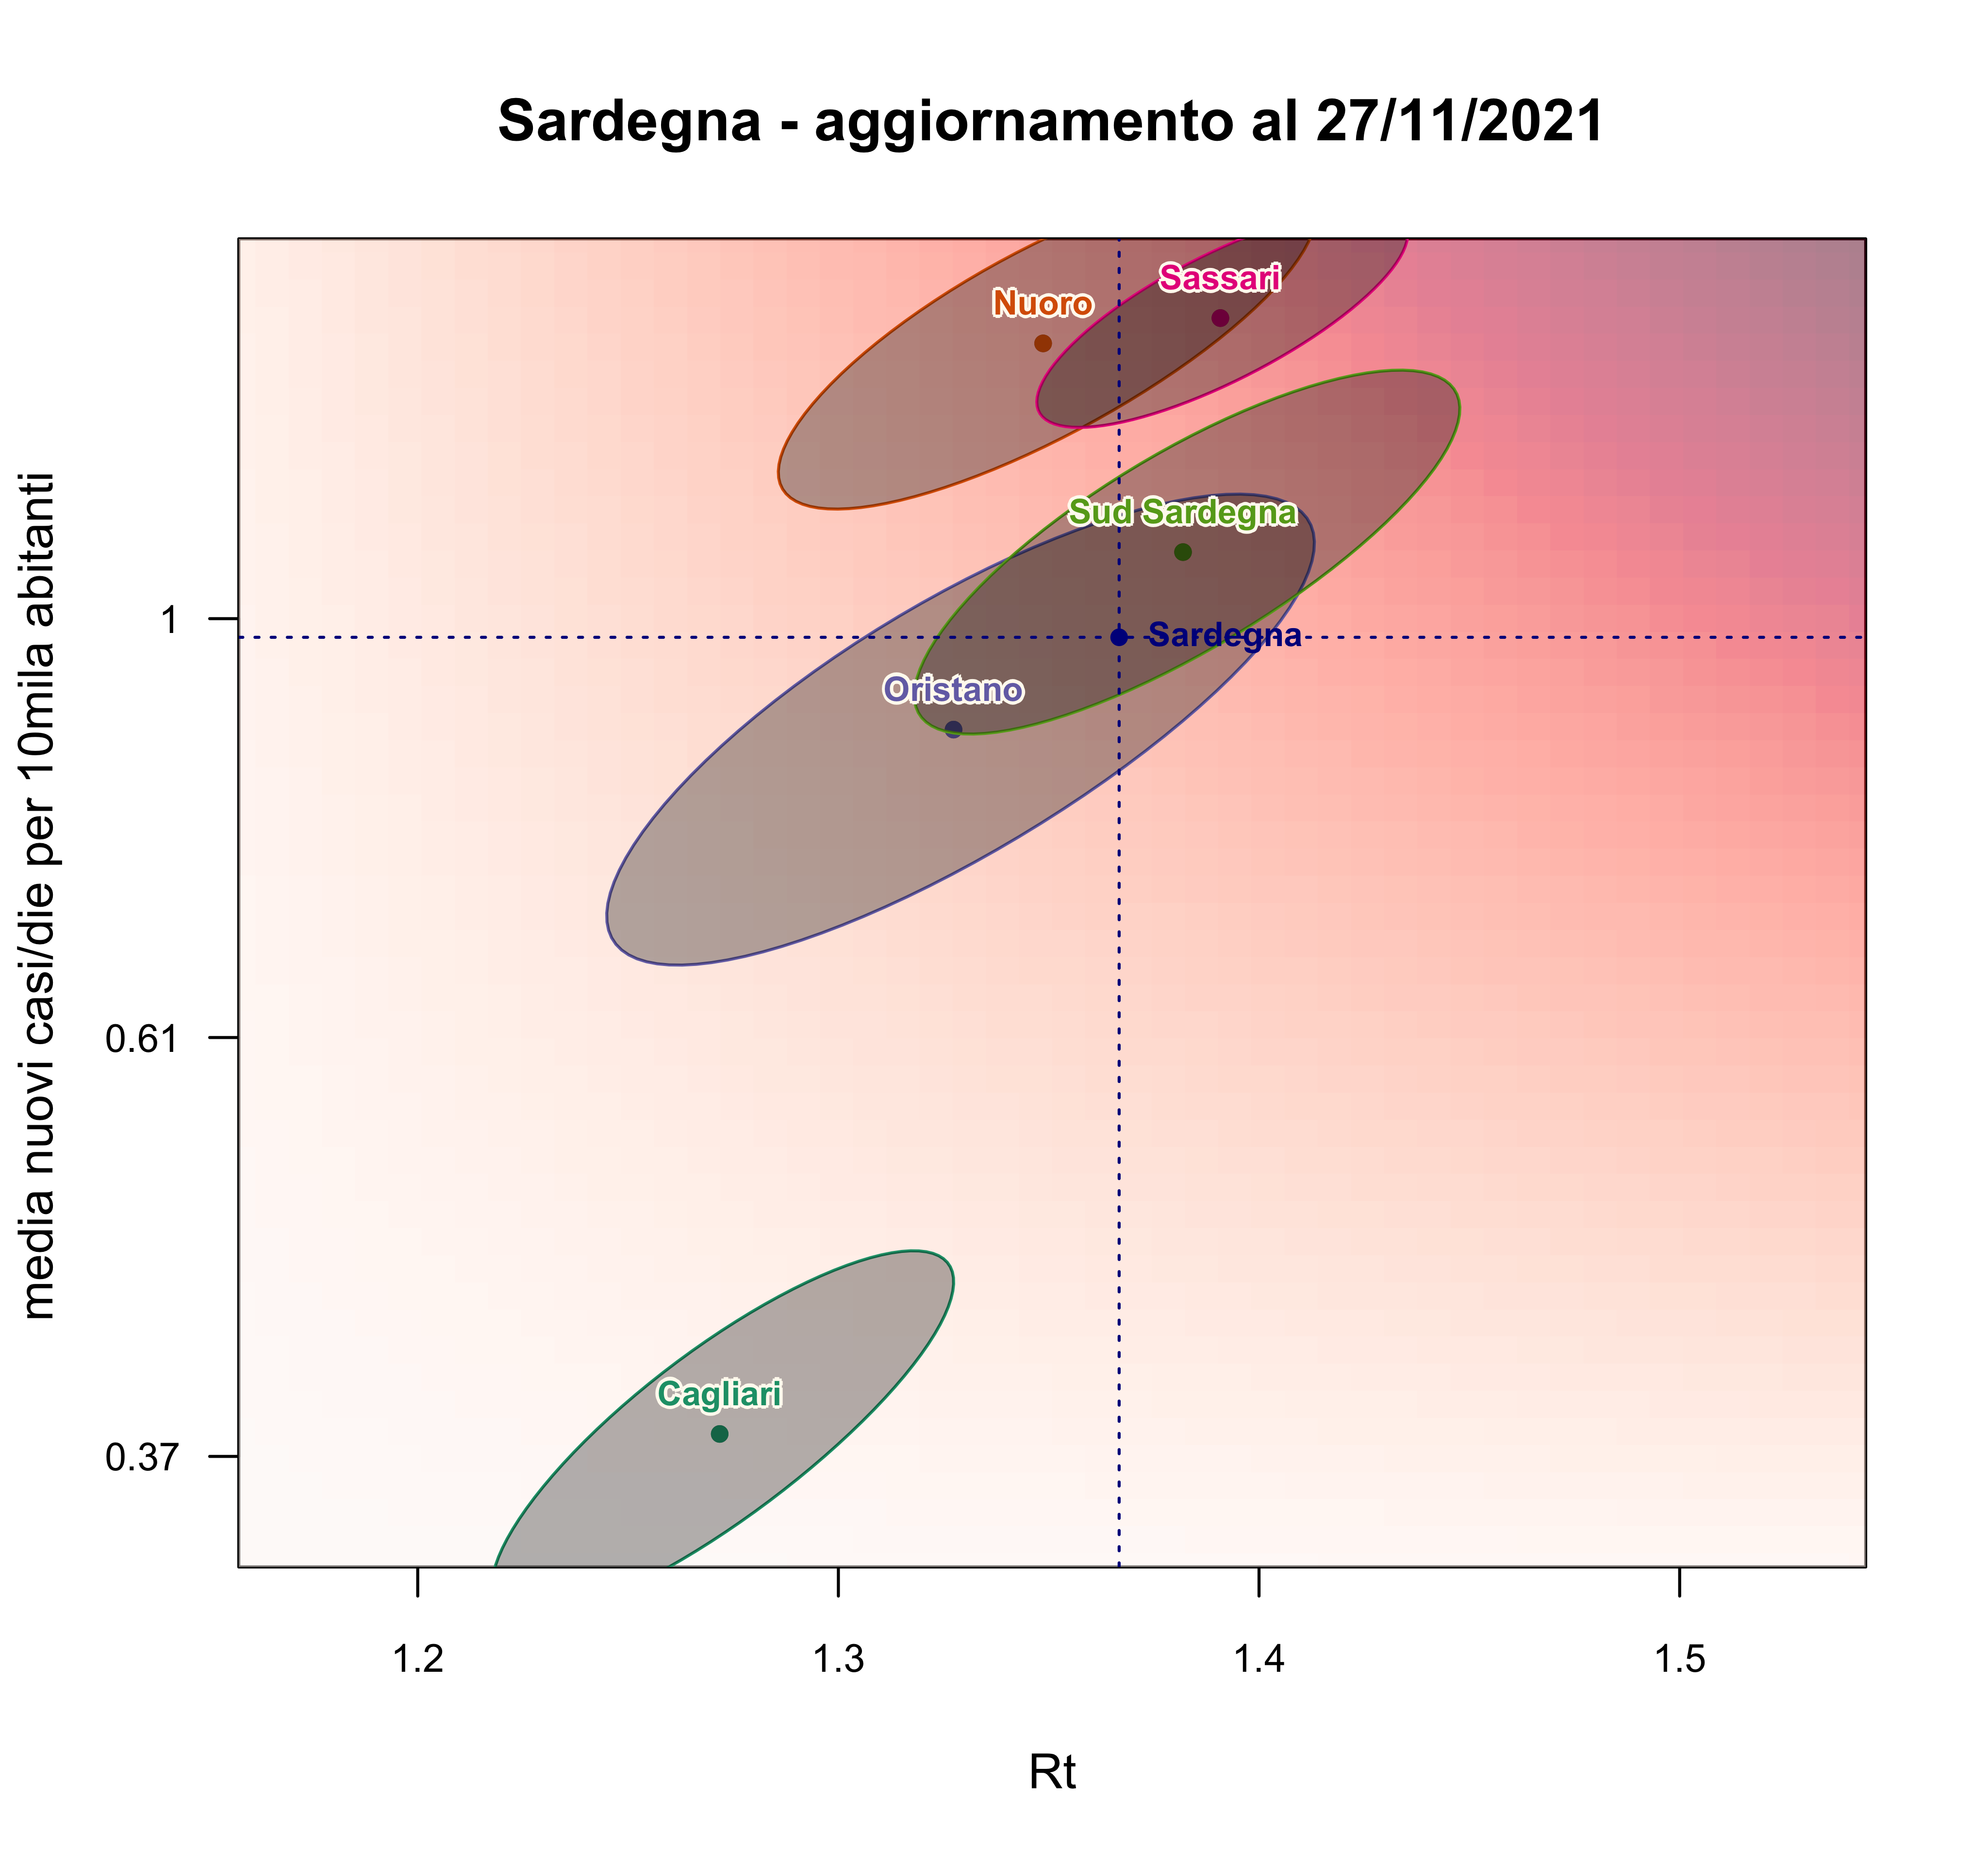 Sardegna - aggiornamento al 27/11/2021
media nuovi casi/die per 10mila abitanti
1
0.61
0.37
Sassari
Nuoro
Sud Sardegna
Sardegna
Oristano
Cagliari
1.2
1.3
1.4
1.5
Rt